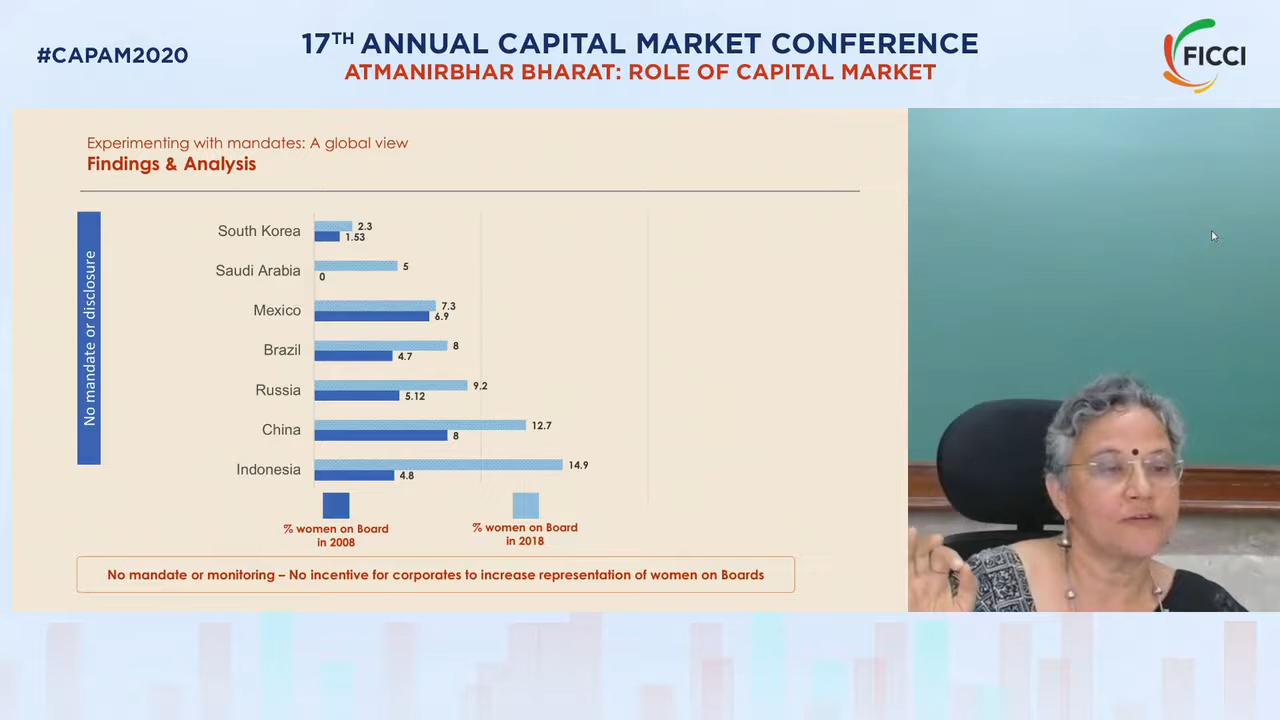 #CAPAM2020
17TH ANNUAL CAPITAL MARKET CONFERENCE
ATMANIRBHAR BHARAT: ROLE OF CAPITAL MARKET
FICCI
Experimenting with mandates: A global view
Findings & Analysis
No mandate or disclosure
South Korea
2.3
1.53
Saudi Arabia
5
0
Mexico
7.3
6.9
Brazil
8
4.7
Russia
9.2
5.12
China
12.7
8
Indonesia
14.9
4.8
% women on Board
in 2008
% women on Board
in 2018
No mandate or monitoring – No incentive for corporates to increase representation of women on Boards